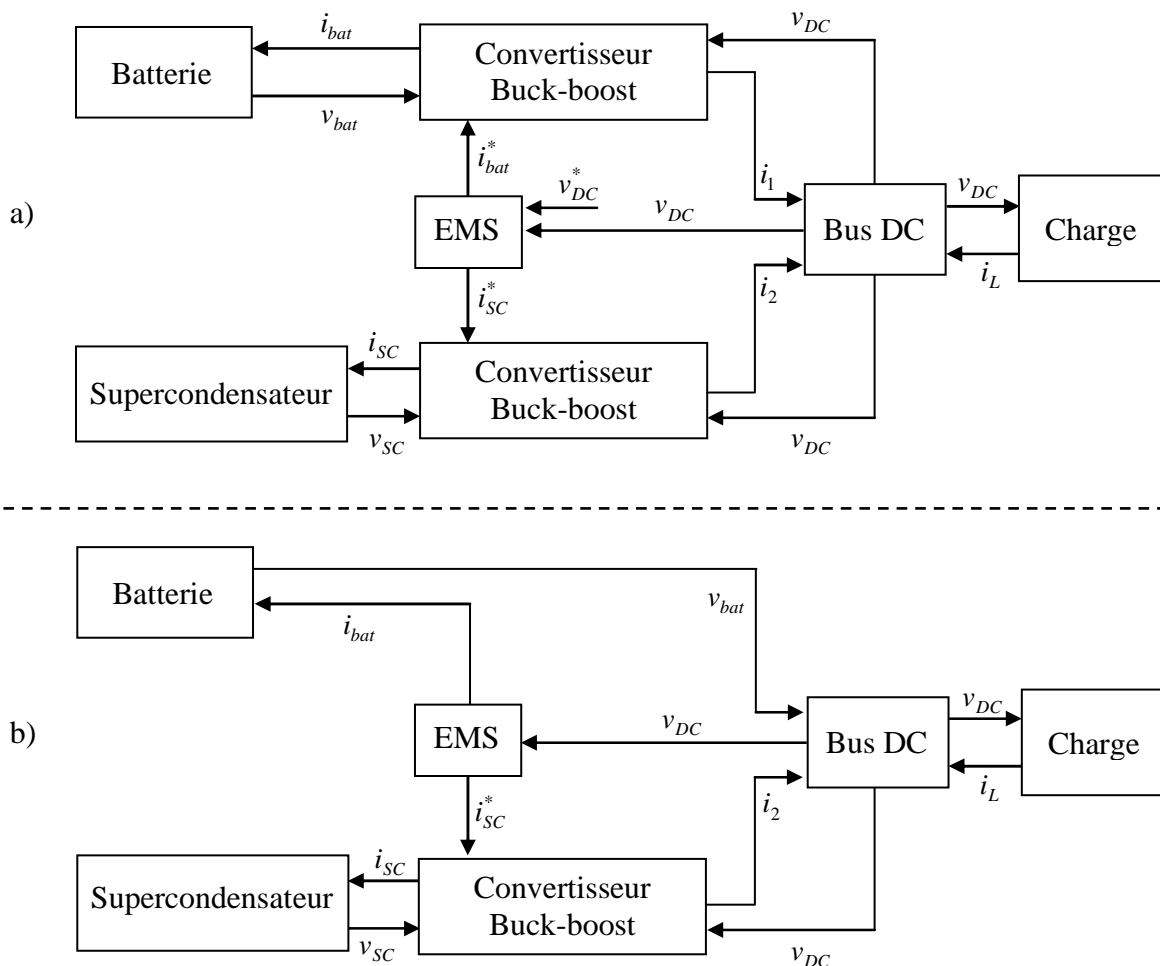 a)
i_bat
Batterie
v_bat
Convertisseur
Buck-boost
v_DC
i*_bat
v*_DC
EMS
v_DC
i_1
Bus DC
v_DC
Charge
i_L
i*_SC
i_2
i_SC
Supercondensateur
v_SC
Convertisseur
Buck-boost
v_DC
b)
Batterie
i_bat
v_bat
EMS
v_DC
Bus DC
v_DC
Charge
i_L
i*_SC
i_2
i_SC
Supercondensateur
v_SC
Convertisseur
Buck-boost
v_DC